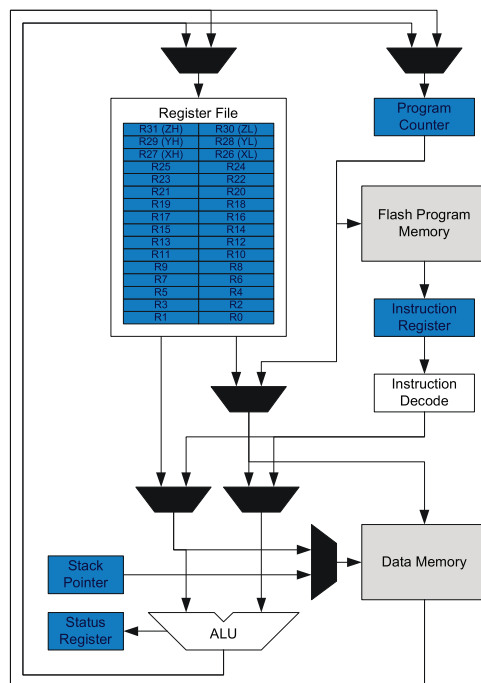 Register File
R31 (ZH) R30 (ZL)
R29 (YH) R28 (YL)
R27 (XH) R26 (XL)
R25 R24
R23 R22
R21 R20
R19 R18
R17 R16
R15 R14
R13 R12
R11 R10
R9 R8
R7 R6
R5 R4
R3 R2
R1 R0
Program
Counter
Flash Program
Memory
Instruction
Register
Instruction
Decode
Data Memory
Stack
Pointer
Status
Register
ALU